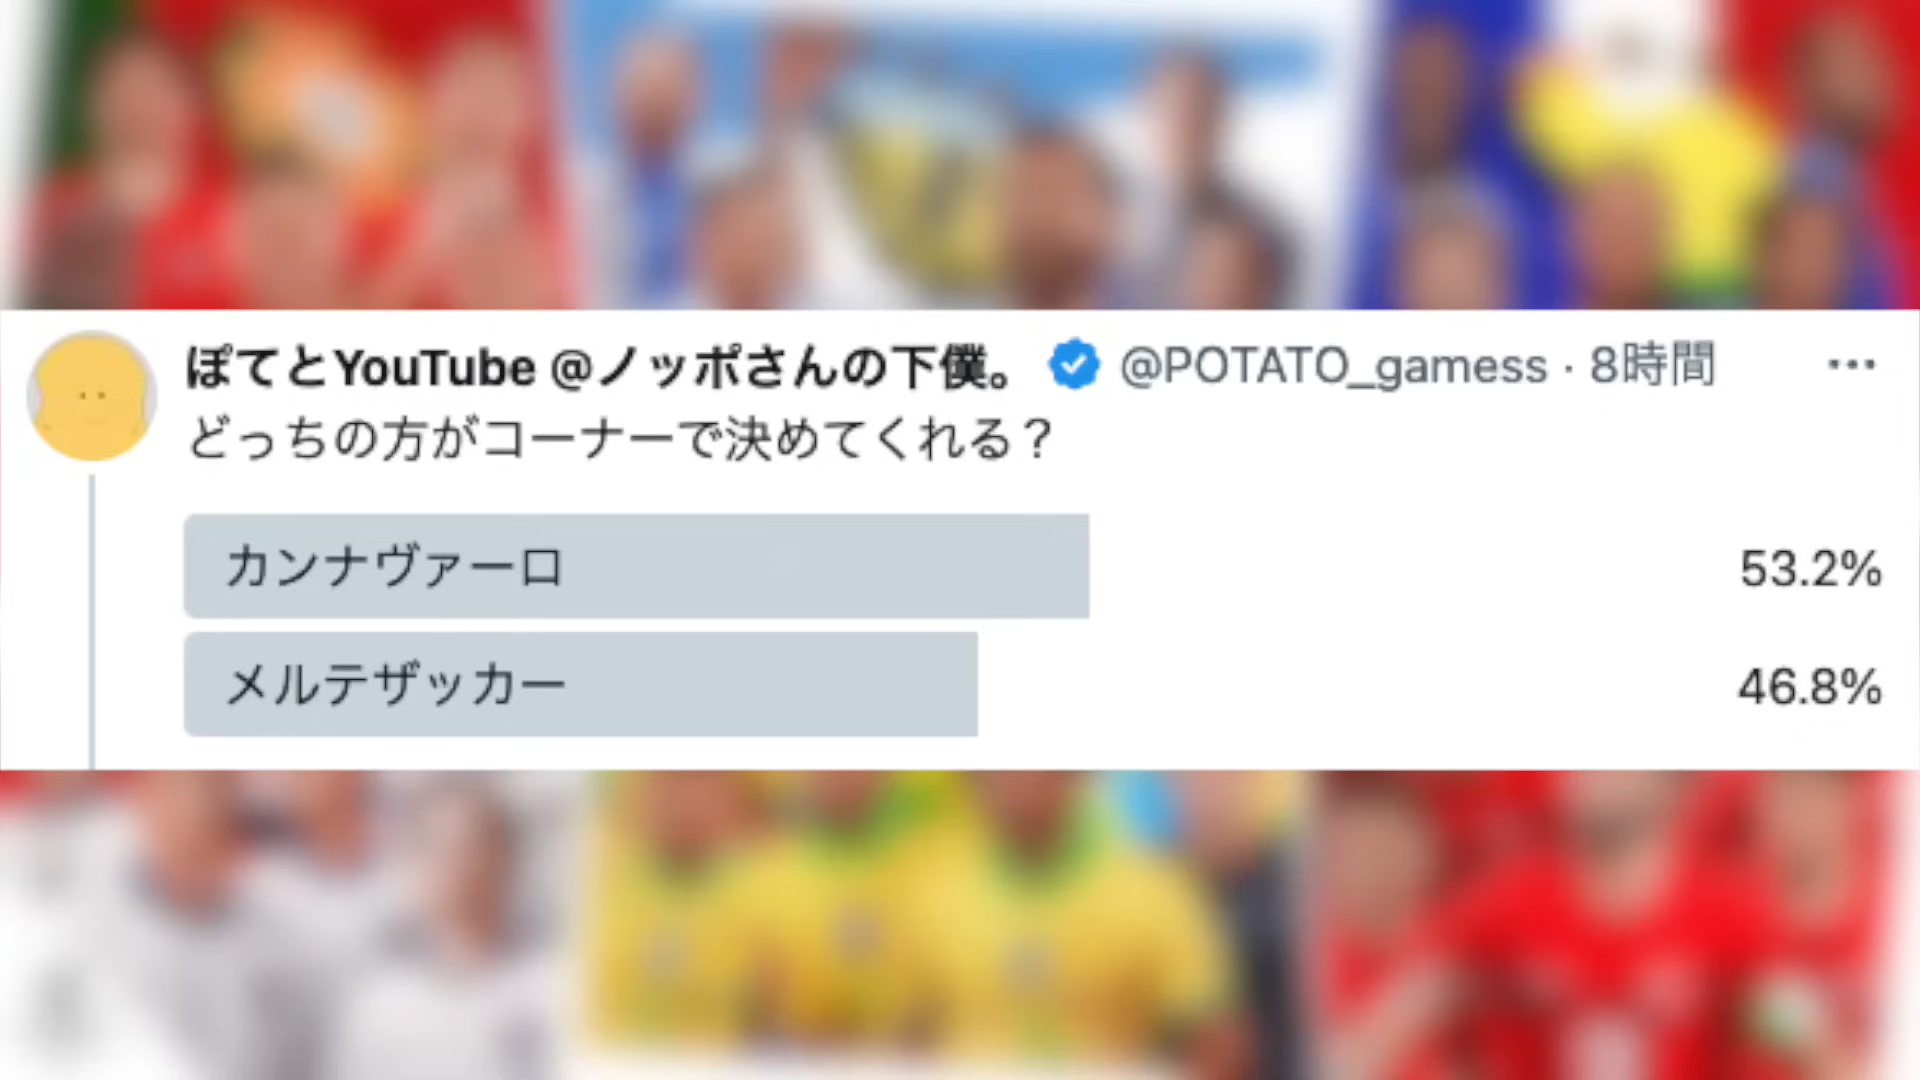 ぽてとYouTube @ノッポさんの下僕。 @POTATO_gamess · 8時間 ···
どっちの方がコーナーで決めてくれる？
カンナヴァーロ 53.2%
メルテザッカー 46.8%